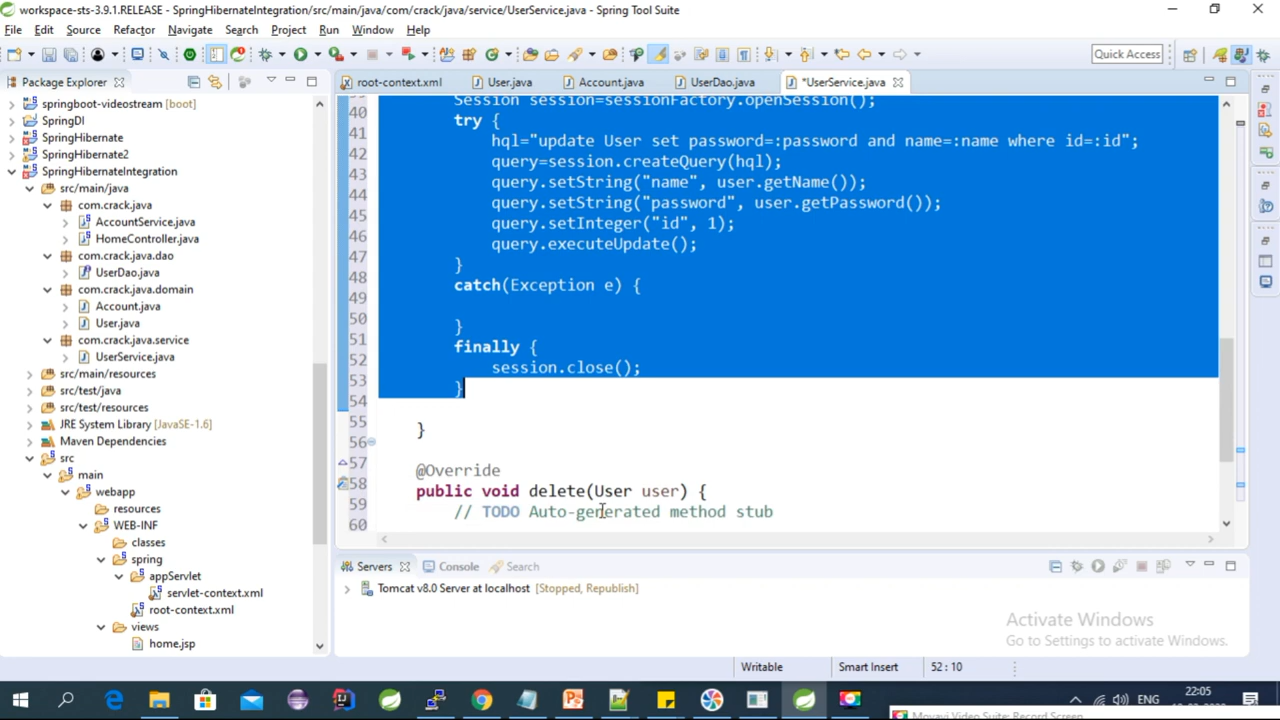 workspace-sts-3.9.1.RELEASE - SpringHibernateIntegration/src/main/java/com/crack/java/service/UserService.java - Spring Tool Suite
File Edit Source Refactor Navigate Search Project Run Window Help
Quick Access
Package Explorer
root-context.xml User.java Account.java UserDao.java *UserService.java
springboot-videostream [boot]
SpringDI
SpringHibernate
SpringHibernate2
SpringHibernateIntegration
src/main/java
com.crack.java
AccountService.java
HomeController.java
com.crack.java.dao
UserDao.java
com.crack.java.domain
Account.java
User.java
com.crack.java.service
UserService.java
src/main/resources
src/test/java
src/test/resources
JRE System Library [JavaSE-1.6]
Maven Dependencies
src
main
webapp
resources
WEB-INF
classes
spring
appServlet
servlet-context.xml
root-context.xml
views
home.jsp
Session session=sessionFactory.openSession();
40 try {
41 hql="update User set password=:password and name=:name where id=:id";
42 query=session.createQuery(hql);
43 query.setString("name", user.getName());
44 query.setString("password", user.getPassword());
45 query.setInteger("id", 1);
46 query.executeUpdate();
47 }
48 catch(Exception e) {
49
50 }
51 finally {
52 session.close();
53 }
54
55 }
56
57 @Override
58 public void delete(User user) {
59 // TODO Auto-generated method stub
60
Servers Console Search
Tomcat v8.0 Server at localhost [Stopped, Republish]
Activate Windows
Go to Settings to activate Windows.
Writable Smart Insert 52 : 10
ENG 22:05
Movavi Video Suite: Record Screen